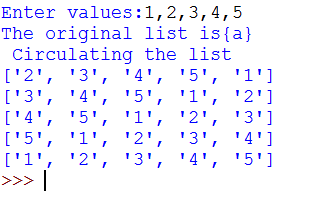 Enter values:1,2,3,4,5
The original list is{a}
 Circulating the list
['2', '3', '4', '5', '1']
['3', '4', '5', '1', '2']
['4', '5', '1', '2', '3']
['5', '1', '2', '3', '4']
['1', '2', '3', '4', '5']
>>>